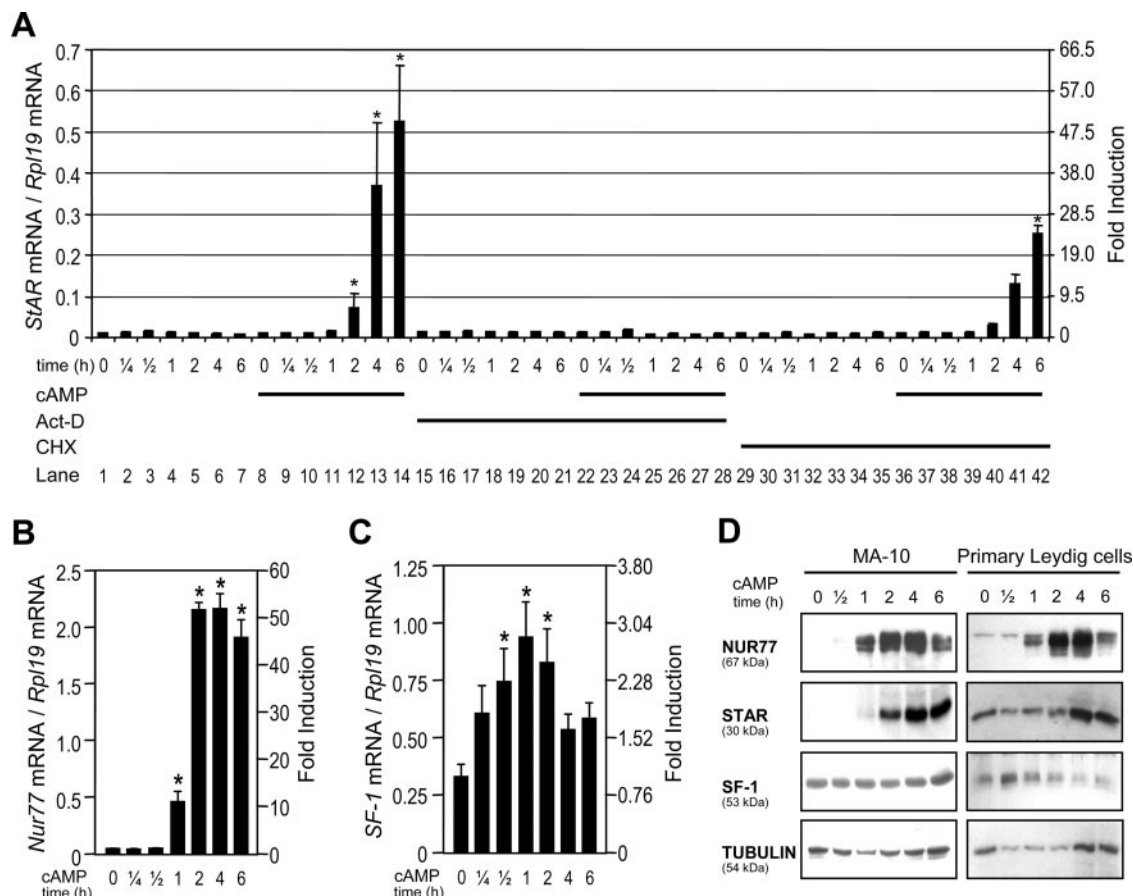 A
StAR mRNA / Rpl19 mRNA
0.7
0.6
0.5
0.4
0.3
0.2
0.1
0
66.5
57.0
47.5
38.0
28.5
19.0
9.5
0
Fold Induction
* * * *
time (h) 0 ¼ ½ 1 2 4 6 0 ¼ ½ 1 2 4 6 0 ¼ ½ 1 2 4 6 0 ¼ ½ 1 2 4 6 0 ¼ ½ 1 2 4 6 0 ¼ ½ 1 2 4 6
cAMP
Act-D
CHX
Lane 1 2 3 4 5 6 7 8 9 10 11 12 13 14 15 16 17 18 19 20 21 22 23 24 25 26 27 28 29 30 31 32 33 34 35 36 37 38 39 40 41 42
B
Nur77 mRNA / Rpl19 mRNA
2.5
2.0
1.5
1.0
0.5
0
60
50
40
30
20
10
0
Fold Induction
* * * *
cAMP
time (h) 0 ¼ ½ 1 2 4 6
C
SF-1 mRNA / Rpl19 mRNA
1.25
1.00
0.75
0.50
0.25
0
3.80
3.04
2.28
1.52
0.76
0
Fold Induction
* * *
cAMP
time (h) 0 ¼ ½ 1 2 4 6
D
MA-10 Primary Leydig cells
cAMP
time (h) 0 ½ 1 2 4 6 0 ½ 1 2 4 6
NUR77
(67 kDa)
STAR
(30 kDa)
SF-1
(53 kDa)
TUBULIN
(54 kDa)